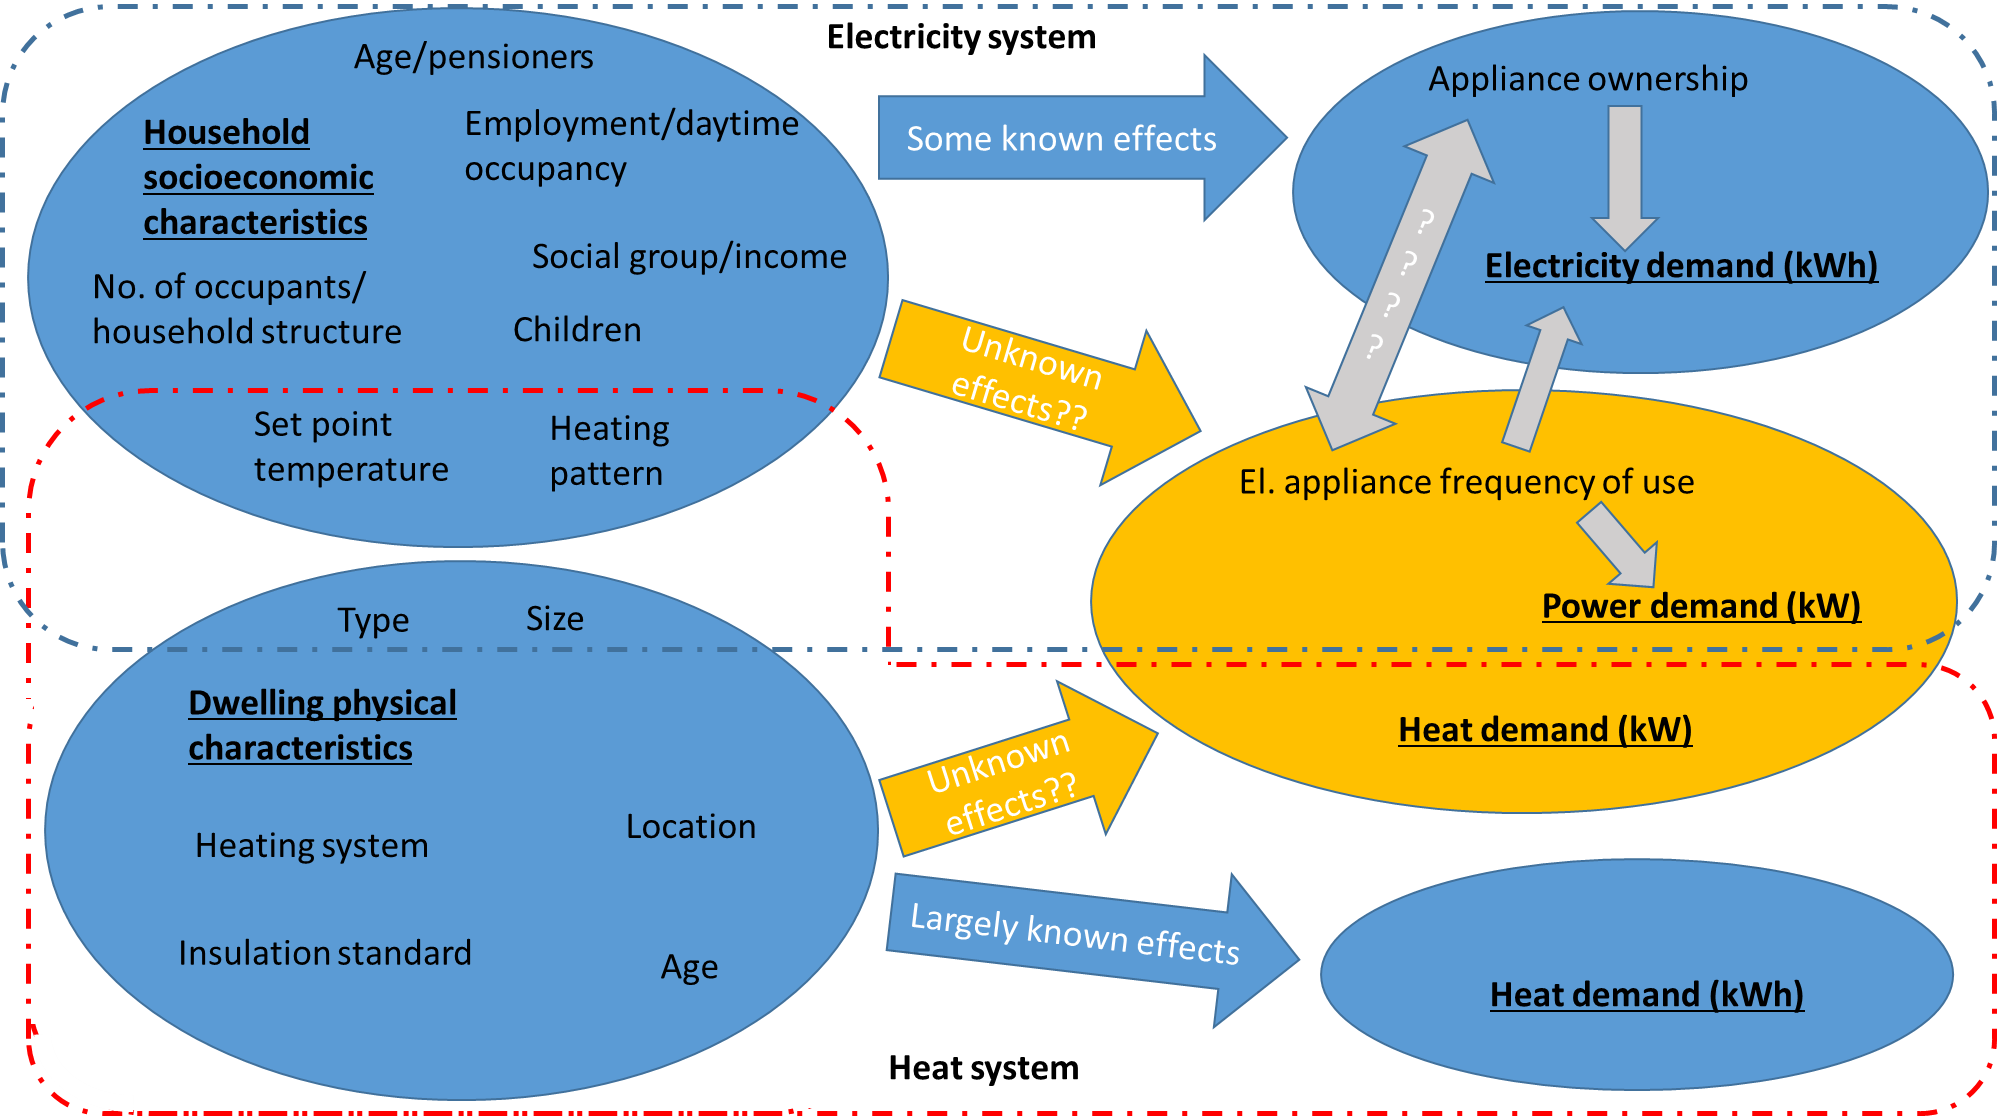 Electricity system
Age/pensioners
Household
socioeconomic
characteristics
Employment/daytime
occupancy
Social group/income
No. of occupants/
household structure
Children
Set point
temperature
Heating
pattern
Some known effects
Appliance ownership
Electricity demand (kWh)
? ? ? ?
Unknown
effects??
El. appliance frequency of use
Power demand (kW)
Heat demand (kW)
Type
Size
Dwelling physical
characteristics
Heating system
Location
Insulation standard
Age
Unknown
effects??
Largely known effects
Heat demand (kWh)
Heat system